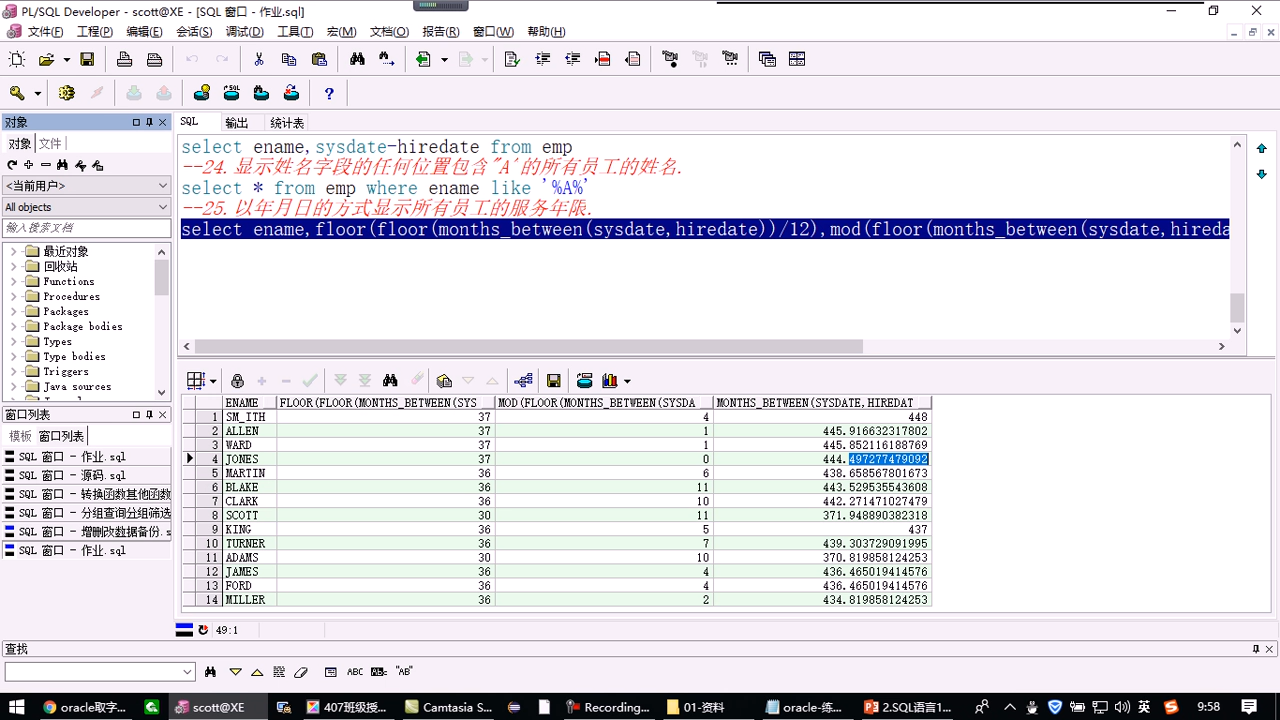 PL/SQL Developer - scott@XE - [SQL 窗口 - 作业.sql]
文件(F) 工程(P) 编辑(E) 会话(S) 调试(D) 工具(T) 宏(M) 文档(O) 报告(R) 窗口(W) 帮助(H)
对象
对象 文件
<当前用户>
All objects
输入搜索文本
最近对象
回收站
Functions
Procedures
Packages
Package bodies
Types
Type bodies
Triggers
Java sources
窗口列表
模板 窗口列表
SQL 窗口 - 作业.sql
SQL 窗口 - 源码.sql
SQL 窗口 - 转换函数其他函数
SQL 窗口 - 分组查询分组筛选
SQL 窗口 - 增删改数据备份.s
SQL 窗口 - 作业.sql
SQL 输出 统计表
select ename,sysdate-hiredate from emp
--24.显示姓名字段的任何位置包含"A'的所有员工的姓名.
select * from emp where ename like '%A%'
--25.以年月日的方式显示所有员工的服务年限.
select ename,floor(floor(months_between(sysdate,hiredate))/12),mod(floor(months_between(sysdate,hireda
ENAME FLOOR(FLOOR(MONTHS_BETWEEN(SYS MOD(FLOOR(MONTHS_BETWEEN(SYSDA MONTHS_BETWEEN(SYSDATE,HIREDAT
1 SM_ITH 37 4 448
2 ALLEN 37 1 445.916632317802
3 WARD 37 1 445.852116188769
4 JONES 37 0 444.497277479092
5 MARTIN 36 6 438.658567801673
6 BLAKE 36 11 443.529535543608
7 CLARK 36 10 442.271471027479
8 SCOTT 30 11 371.948890382318
9 KING 36 5 437
10 TURNER 36 7 439.303729091995
11 ADAMS 30 10 370.819858124253
12 JAMES 36 4 436.465019414576
13 FORD 36 4 436.465019414576
14 MILLER 36 2 434.819858124253
49:1
查找
ABC "AB"
oracle取字... scott@XE 407班级授... Camtasia S... Recording... 01-资料 oracle-练... 2.SQL语言1... 英 9:58